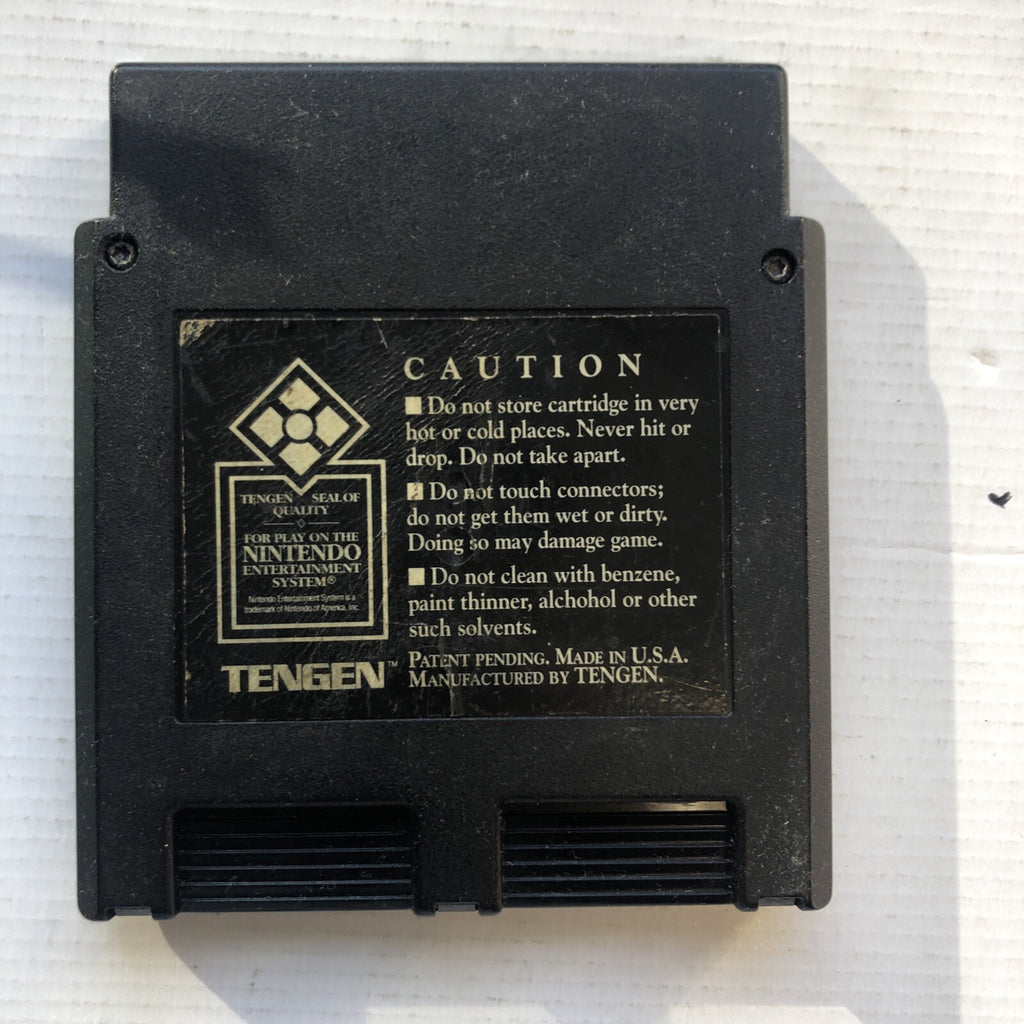 CAUTION
Do not store cartridge in very
hot or cold places. Never hit or
drop. Do not take apart.
Do not touch connectors;
do not get them wet or dirty.
Doing so may damage game.
Do not clean with benzene,
paint thinner, alchohol or other
such solvents.
PATENT PENDING. MADE IN U.S.A.
MANUFACTURED BY TENGEN.
TENGEN SEAL OF
QUALITY
FOR PLAY ON THE
NINTENDO
ENTERTAINMENT
SYSTEM®
Nintendo Entertainment System is a
trademark of Nintendo of America, Inc.
TENGEN™